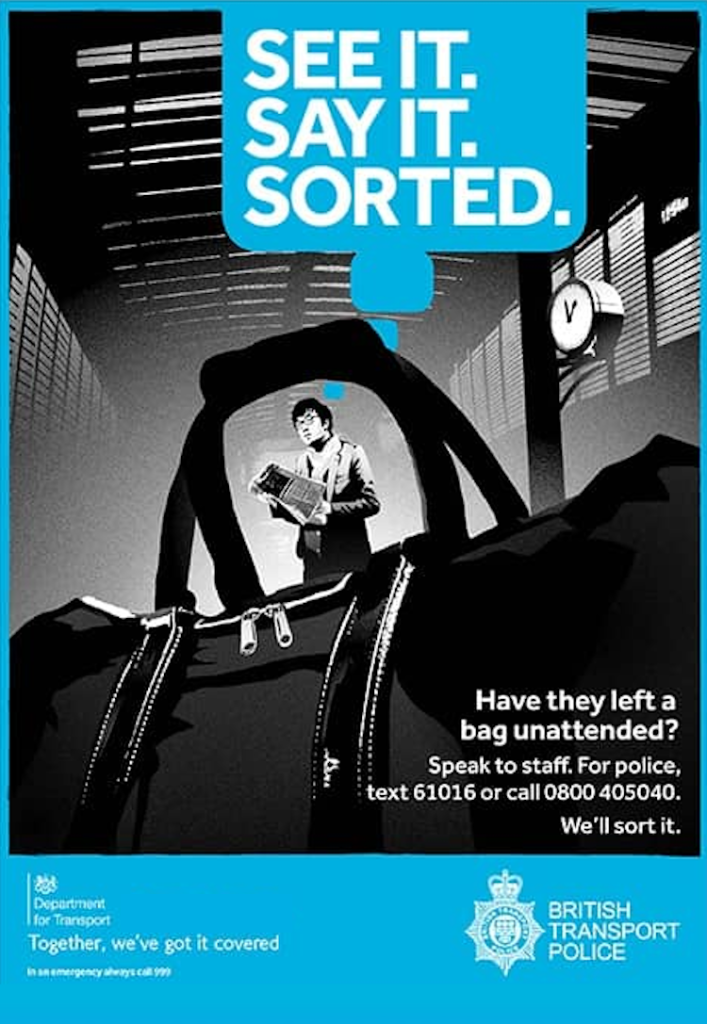 SEE IT.
SAY IT.
SORTED.
Have they left a
bag unattended?
Speak to staff. For police,
text 61016 or call 0800 405040.
We'll sort it.
Department
for Transport
Together, we've got it covered
In an emergency always call 999
BRITISH
TRANSPORT
POLICE